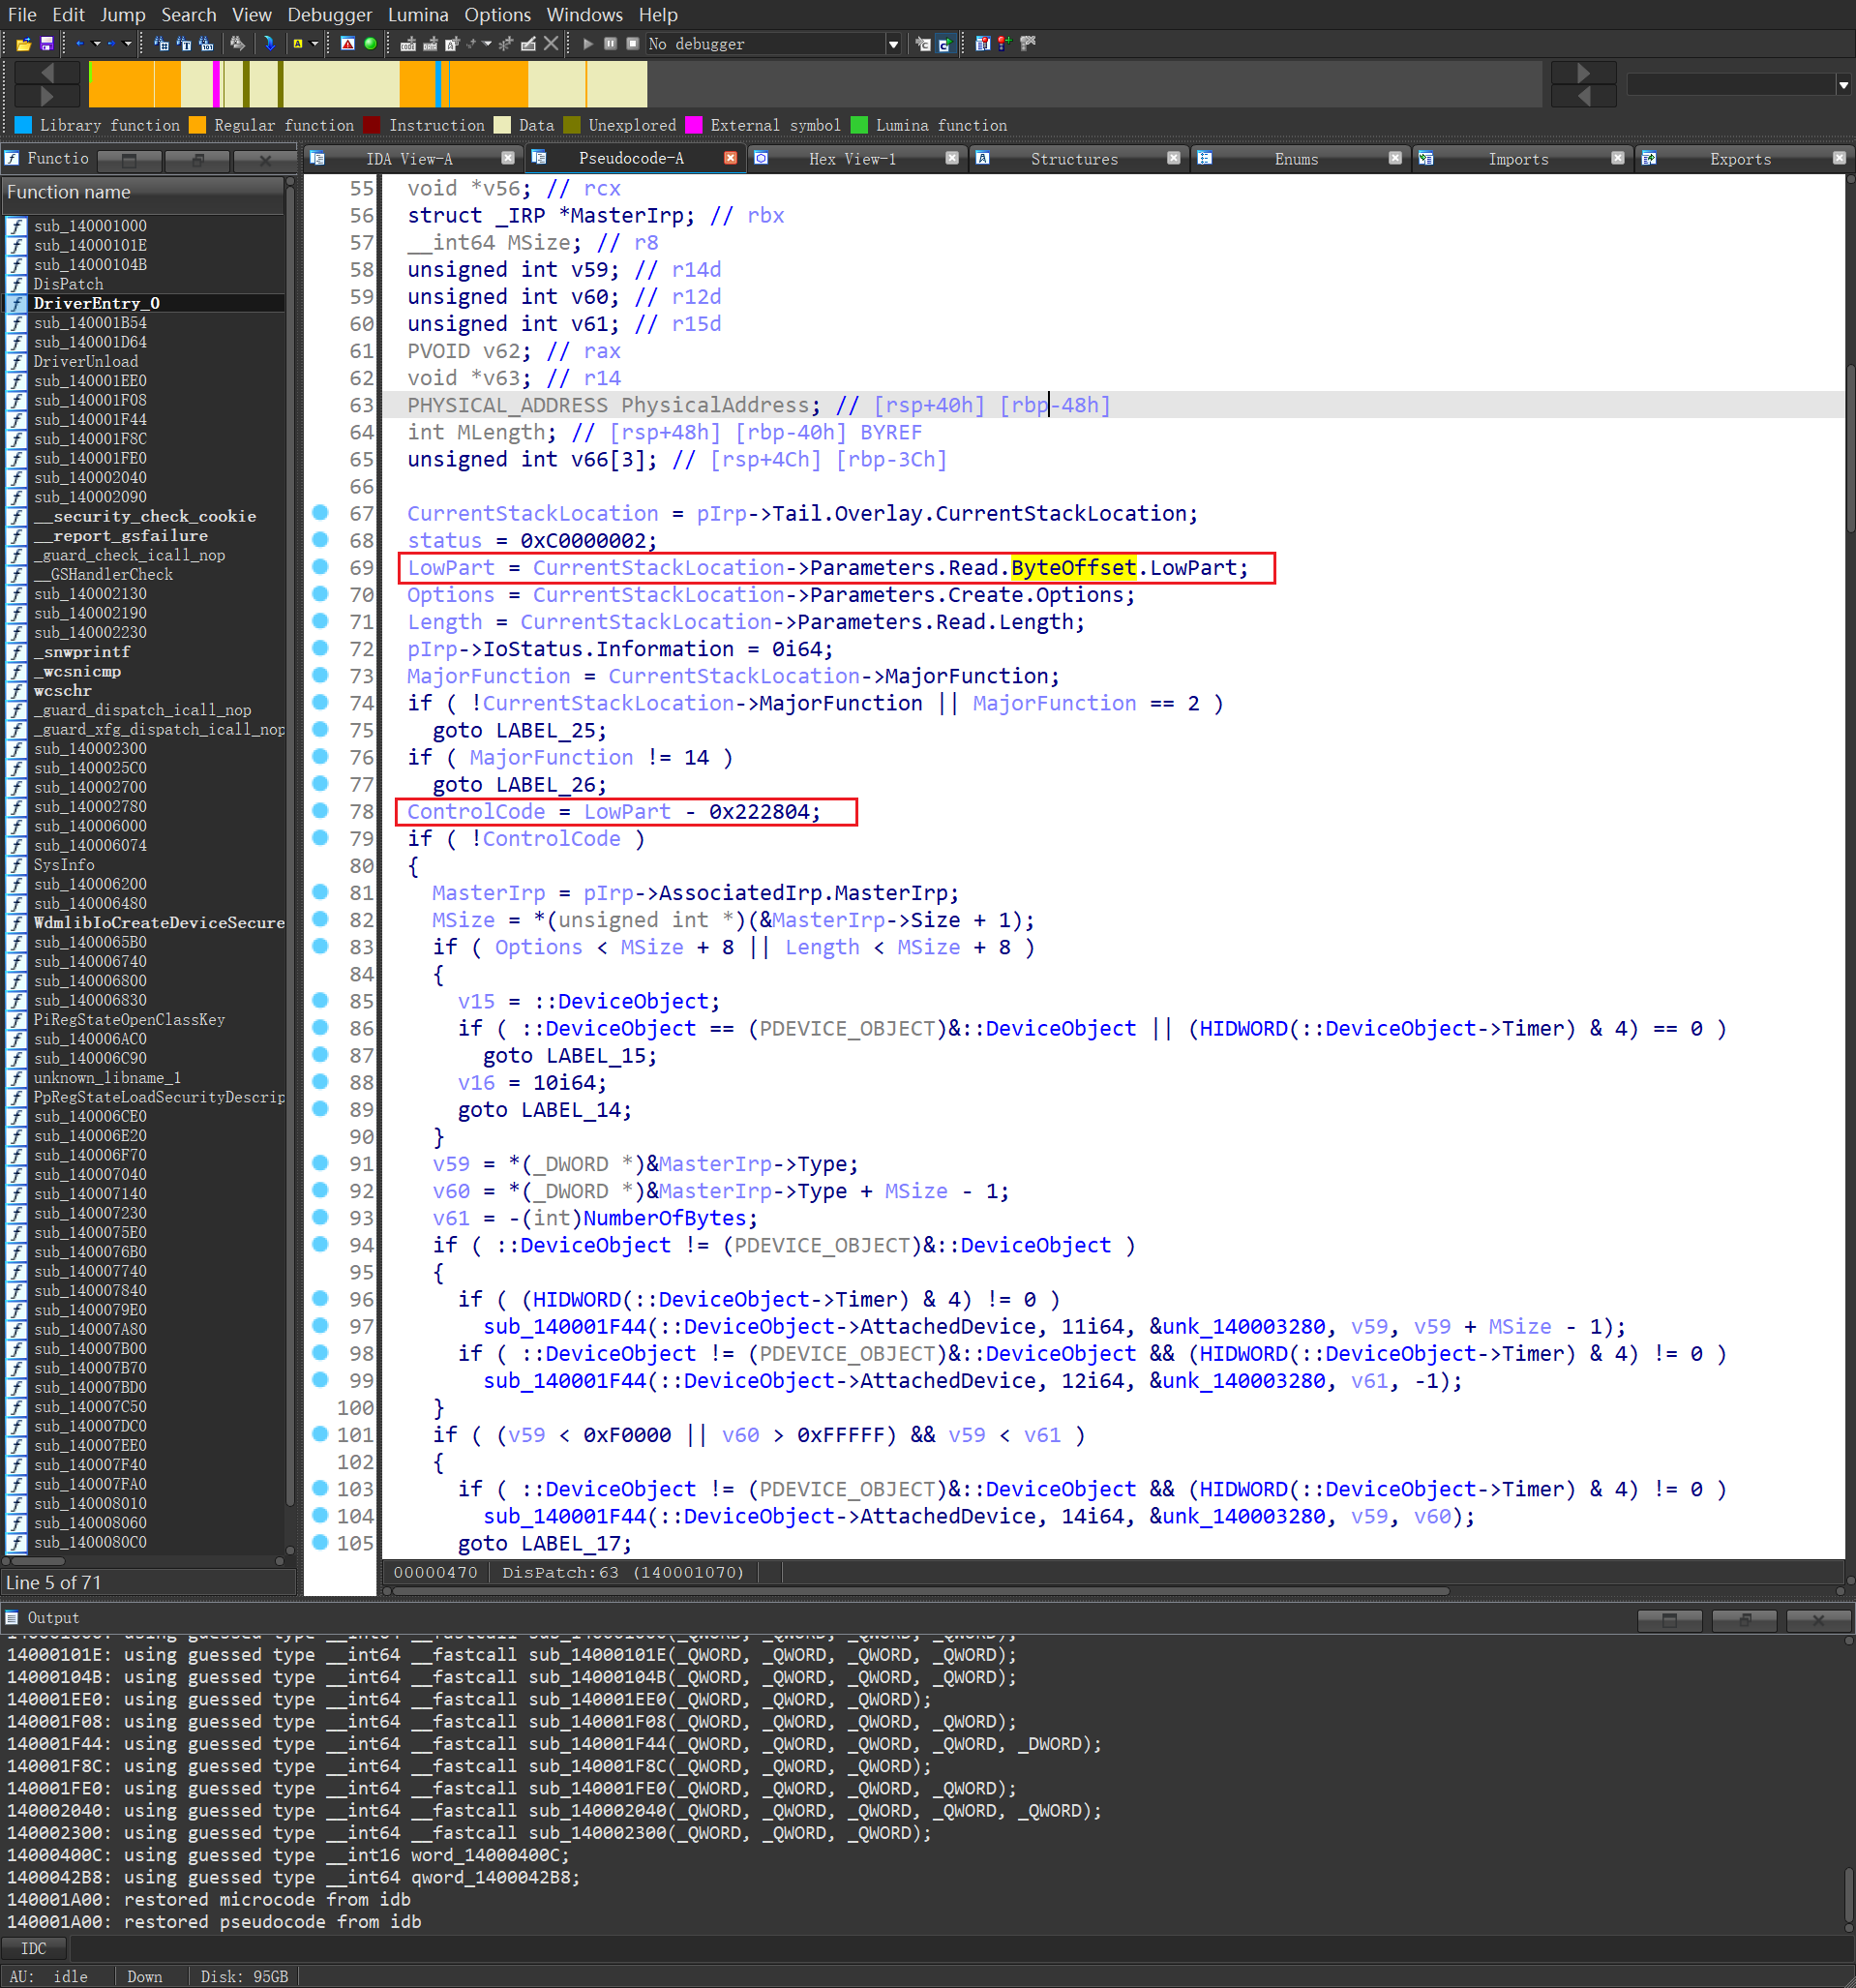 File Edit Jump Search View Debugger Lumina Options Windows Help
No debugger
Library function Regular function Instruction Data Unexplored External symbol Lumina function
Functio
IDA View-A Pseudocode-A Hex View-1 Structures Enums Imports Exports
Function name
sub_140001000
sub_14000101E
sub_14000104B
DisPatch
DriverEntry_0
sub_140001B54
sub_140001D64
DriverUnload
sub_140001EE0
sub_140001F08
sub_140001F44
sub_140001F8C
sub_140001FE0
sub_140002040
sub_140002090
__security_check_cookie
__report_gsfailure
_guard_check_icall_nop
__GSHandlerCheck
sub_140002130
sub_140002190
sub_140002230
_snwprintf
_wcsnicmp
wcschr
_guard_dispatch_icall_nop
_guard_xfg_dispatch_icall_nop
sub_140002300
sub_1400025C0
sub_140002700
sub_140002780
sub_140006000
sub_140006074
SysInfo
sub_140006200
sub_140006480
WdmlibIoCreateDeviceSecure
sub_1400065B0
sub_140006740
sub_140006800
sub_140006830
PiRegStateOpenClassKey
sub_140006AC0
sub_140006C90
unknown_libname_1
PpRegStateLoadSecurityDescrip
sub_140006CE0
sub_140006E20
sub_140006F70
sub_140007040
sub_140007140
sub_140007230
sub_1400075E0
sub_1400076B0
sub_140007740
sub_140007840
sub_1400079E0
sub_140007A80
sub_140007B00
sub_140007B70
sub_140007BD0
sub_140007C50
sub_140007DC0
sub_140007EE0
sub_140007F40
sub_140007FA0
sub_140008010
sub_140008060
sub_1400080C0
Line 5 of 71
55 void *v56; // rcx
56 struct _IRP *MasterIrp; // rbx
57 __int64 MSize; // r8
58 unsigned int v59; // r14d
59 unsigned int v60; // r12d
60 unsigned int v61; // r15d
61 PVOID v62; // rax
62 void *v63; // r14
63 PHYSICAL_ADDRESS PhysicalAddress; // [rsp+40h] [rbp-48h]
64 int MLength; // [rsp+48h] [rbp-40h] BYREF
65 unsigned int v66[3]; // [rsp+4Ch] [rbp-3Ch]
66
67 CurrentStackLocation = pIrp->Tail.Overlay.CurrentStackLocation;
68 status = 0xC0000002;
69 LowPart = CurrentStackLocation->Parameters.Read.ByteOffset.LowPart;
70 Options = CurrentStackLocation->Parameters.Create.Options;
71 Length = CurrentStackLocation->Parameters.Read.Length;
72 pIrp->IoStatus.Information = 0i64;
73 MajorFunction = CurrentStackLocation->MajorFunction;
74 if ( !CurrentStackLocation->MajorFunction || MajorFunction == 2 )
75 goto LABEL_25;
76 if ( MajorFunction != 14 )
77 goto LABEL_26;
78 ControlCode = LowPart - 0x222804;
79 if ( !ControlCode )
80 {
81 MasterIrp = pIrp->AssociatedIrp.MasterIrp;
82 MSize = *(unsigned int *)(&MasterIrp->Size + 1);
83 if ( Options < MSize + 8 || Length < MSize + 8 )
84 {
85 v15 = ::DeviceObject;
86 if ( ::DeviceObject == (PDEVICE_OBJECT)&::DeviceObject || (HIDWORD(::DeviceObject->Timer) & 4) == 0 )
87 goto LABEL_15;
88 v16 = 10i64;
89 goto LABEL_14;
90 }
91 v59 = *(_DWORD *)&MasterIrp->Type;
92 v60 = *(_DWORD *)&MasterIrp->Type + MSize - 1;
93 v61 = -(int)NumberOfBytes;
94 if ( ::DeviceObject != (PDEVICE_OBJECT)&::DeviceObject )
95 {
96 if ( (HIDWORD(::DeviceObject->Timer) & 4) != 0 )
97 sub_140001F44(::DeviceObject->AttachedDevice, 11i64, &unk_140003280, v59, v59 + MSize - 1);
98 if ( ::DeviceObject != (PDEVICE_OBJECT)&::DeviceObject && (HIDWORD(::DeviceObject->Timer) & 4) != 0 )
99 sub_140001F44(::DeviceObject->AttachedDevice, 12i64, &unk_140003280, v61, -1);
100 }
101 if ( (v59 < 0xF0000 || v60 > 0xFFFFF) && v59 < v61 )
102 {
103 if ( ::DeviceObject != (PDEVICE_OBJECT)&::DeviceObject && (HIDWORD(::DeviceObject->Timer) & 4) != 0 )
104 sub_140001F44(::DeviceObject->AttachedDevice, 14i64, &unk_140003280, v59, v60);
105 goto LABEL_17;
00000470 DisPatch:63 (140001070)
Output
14000101E: using guessed type __int64 __fastcall sub_14000101E(_QWORD, _QWORD, _QWORD, _QWORD);
14000104B: using guessed type __int64 __fastcall sub_14000104B(_QWORD, _QWORD, _QWORD, _QWORD);
140001EE0: using guessed type __int64 __fastcall sub_140001EE0(_QWORD, _QWORD, _QWORD);
140001F08: using guessed type __int64 __fastcall sub_140001F08(_QWORD, _QWORD, _QWORD, _QWORD);
140001F44: using guessed type __int64 __fastcall sub_140001F44(_QWORD, _QWORD, _QWORD, _QWORD, _DWORD);
140001F8C: using guessed type __int64 __fastcall sub_140001F8C(_QWORD, _QWORD, _QWORD);
140001FE0: using guessed type __int64 __fastcall sub_140001FE0(_QWORD, _QWORD, _QWORD, _QWORD);
140002040: using guessed type __int64 __fastcall sub_140002040(_QWORD, _QWORD, _QWORD, _QWORD, _QWORD);
140002300: using guessed type __int64 __fastcall sub_140002300(_QWORD, _QWORD, _QWORD);
14000400C: using guessed type __int16 word_14000400C;
1400042B8: using guessed type __int64 qword_1400042B8;
140001A00: restored microcode from idb
140001A00: restored pseudocode from idb
IDC
AU: idle Down Disk: 95GB